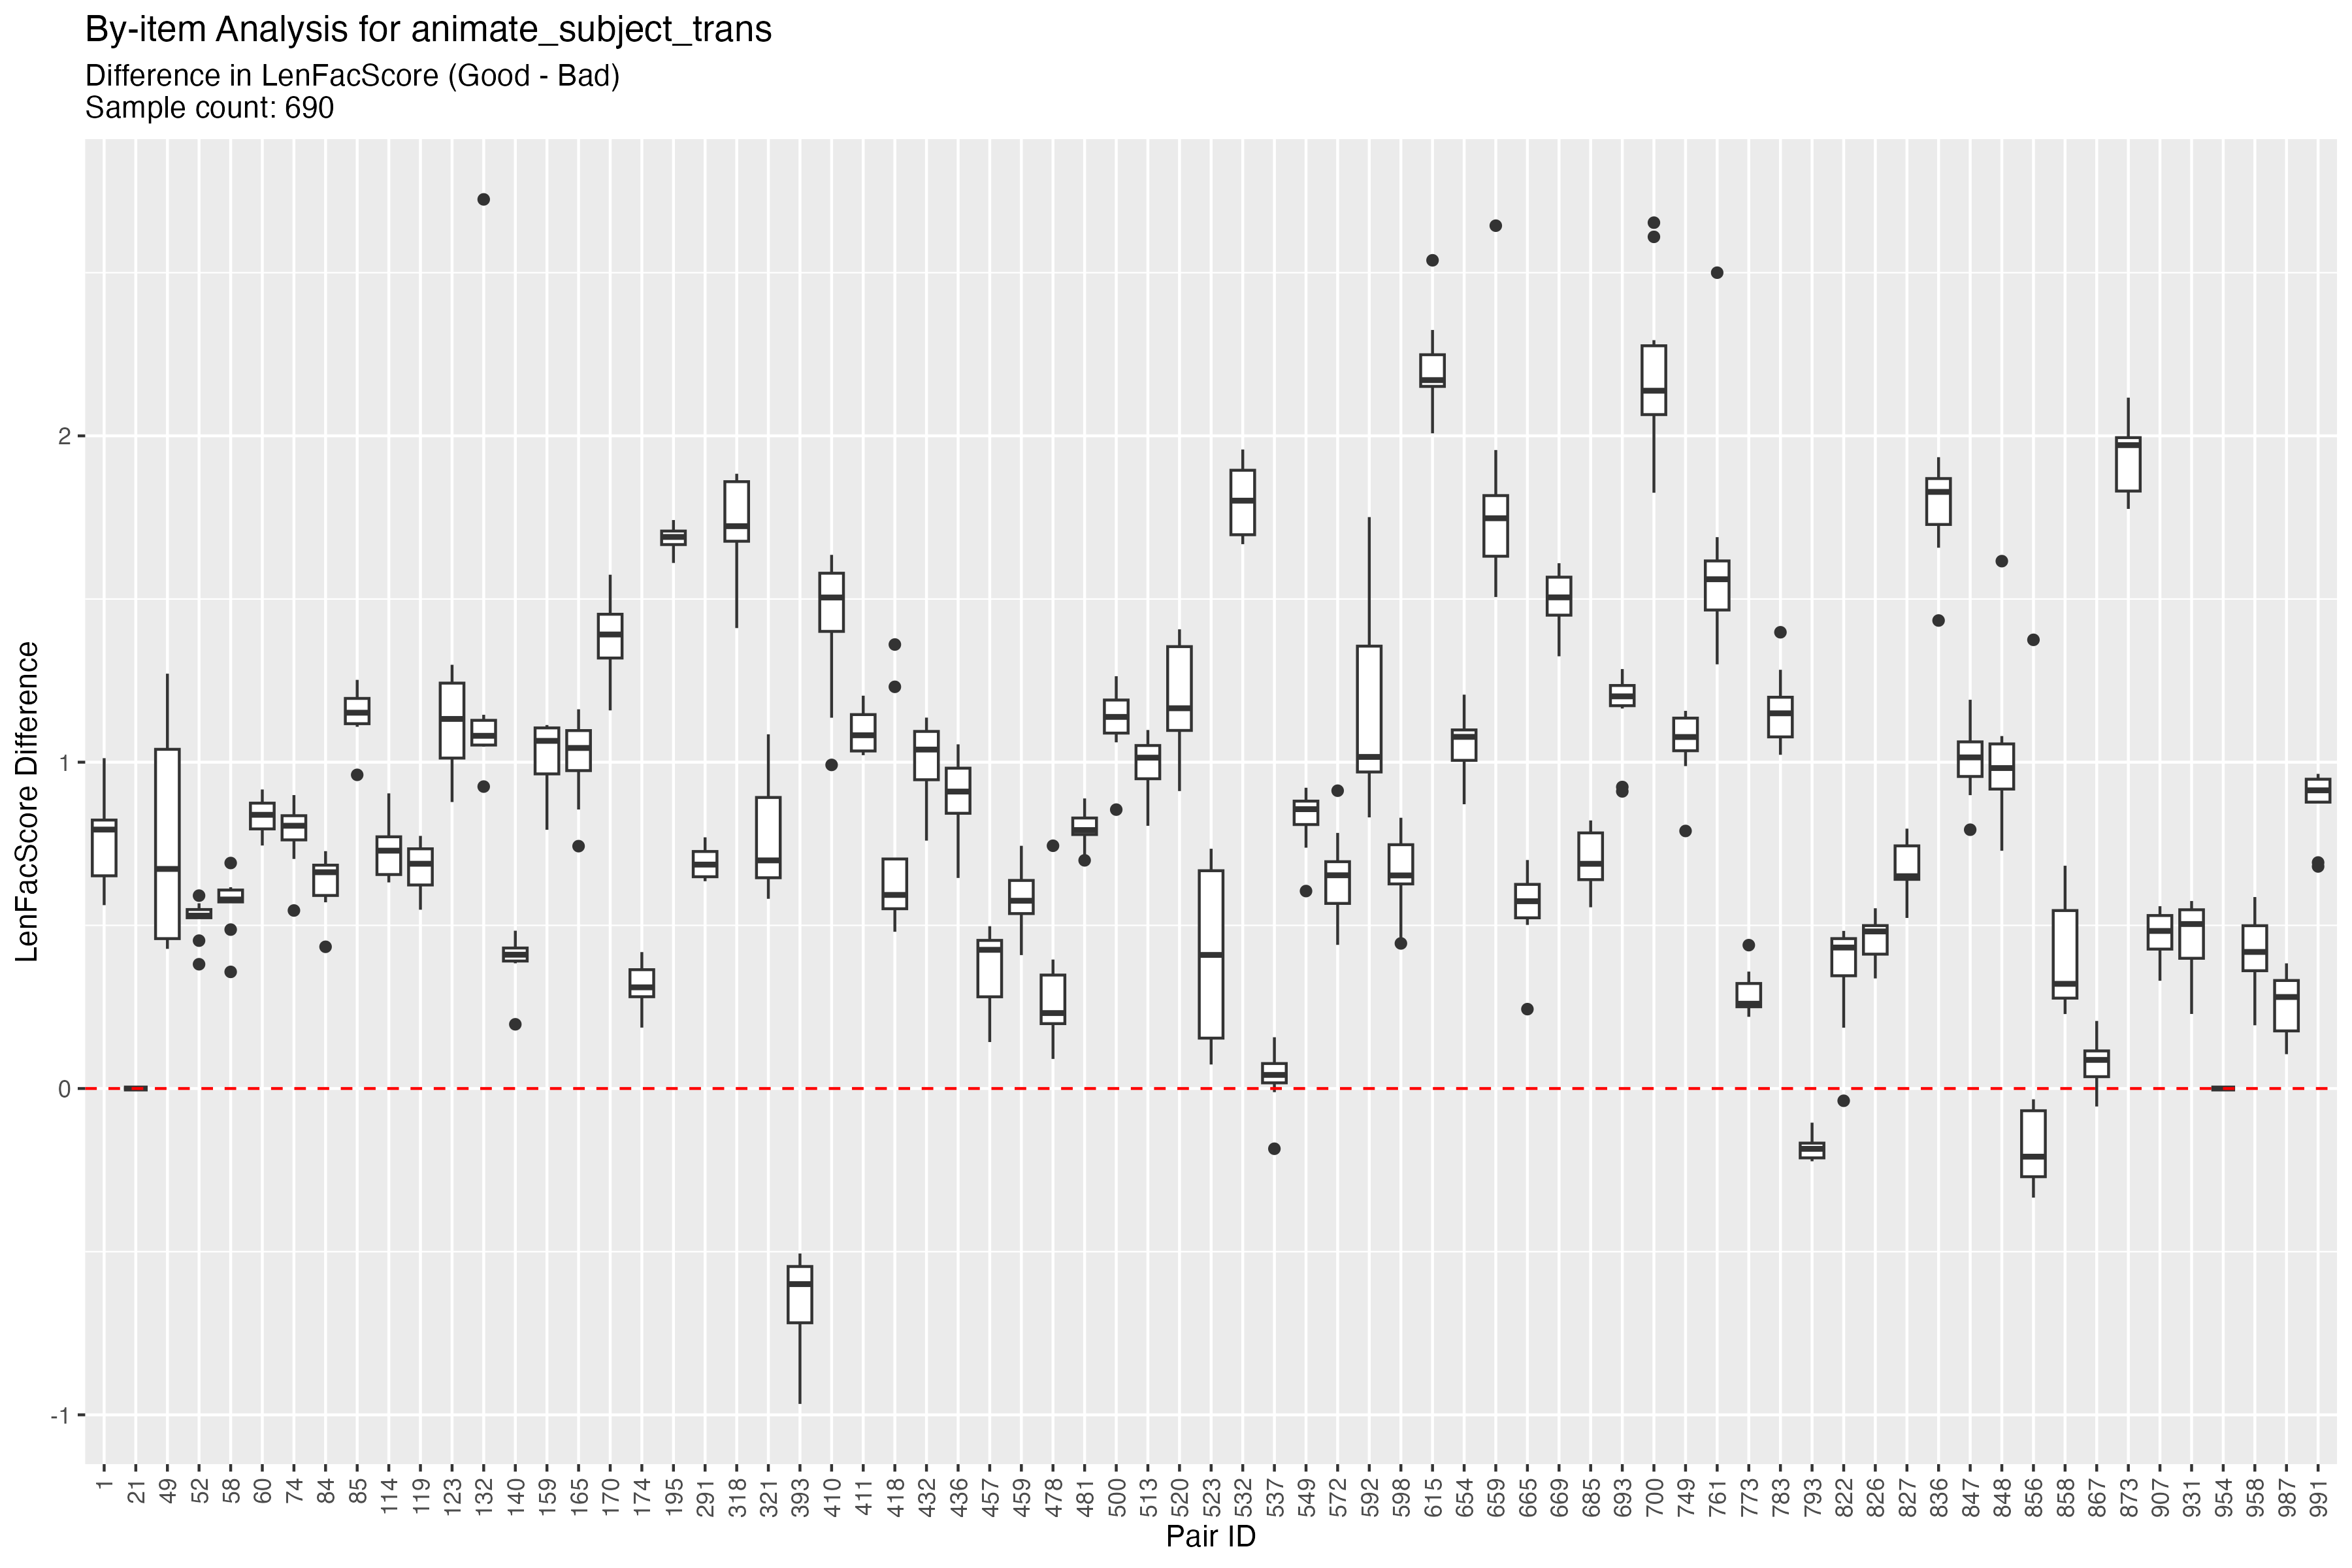 By-item Analysis for animate_subject_trans
Difference in LenFacScore (Good - Bad)
Sample count: 690
LenFacScore Difference
2
1
0
-1
1 21 49 52 58 60 74 84 85 114 119 123 132 140 159 165 170 174 195 291 318 321 393 410 411 418 432 436 457 459 478 481 500 513 520 523 532 537 549 572 592 598 615 654 659 665 669 685 693 700 749 761 773 783 793 822 826 827 836 847 848 856 858 867 873 907 931 954 958 987 991
Pair ID